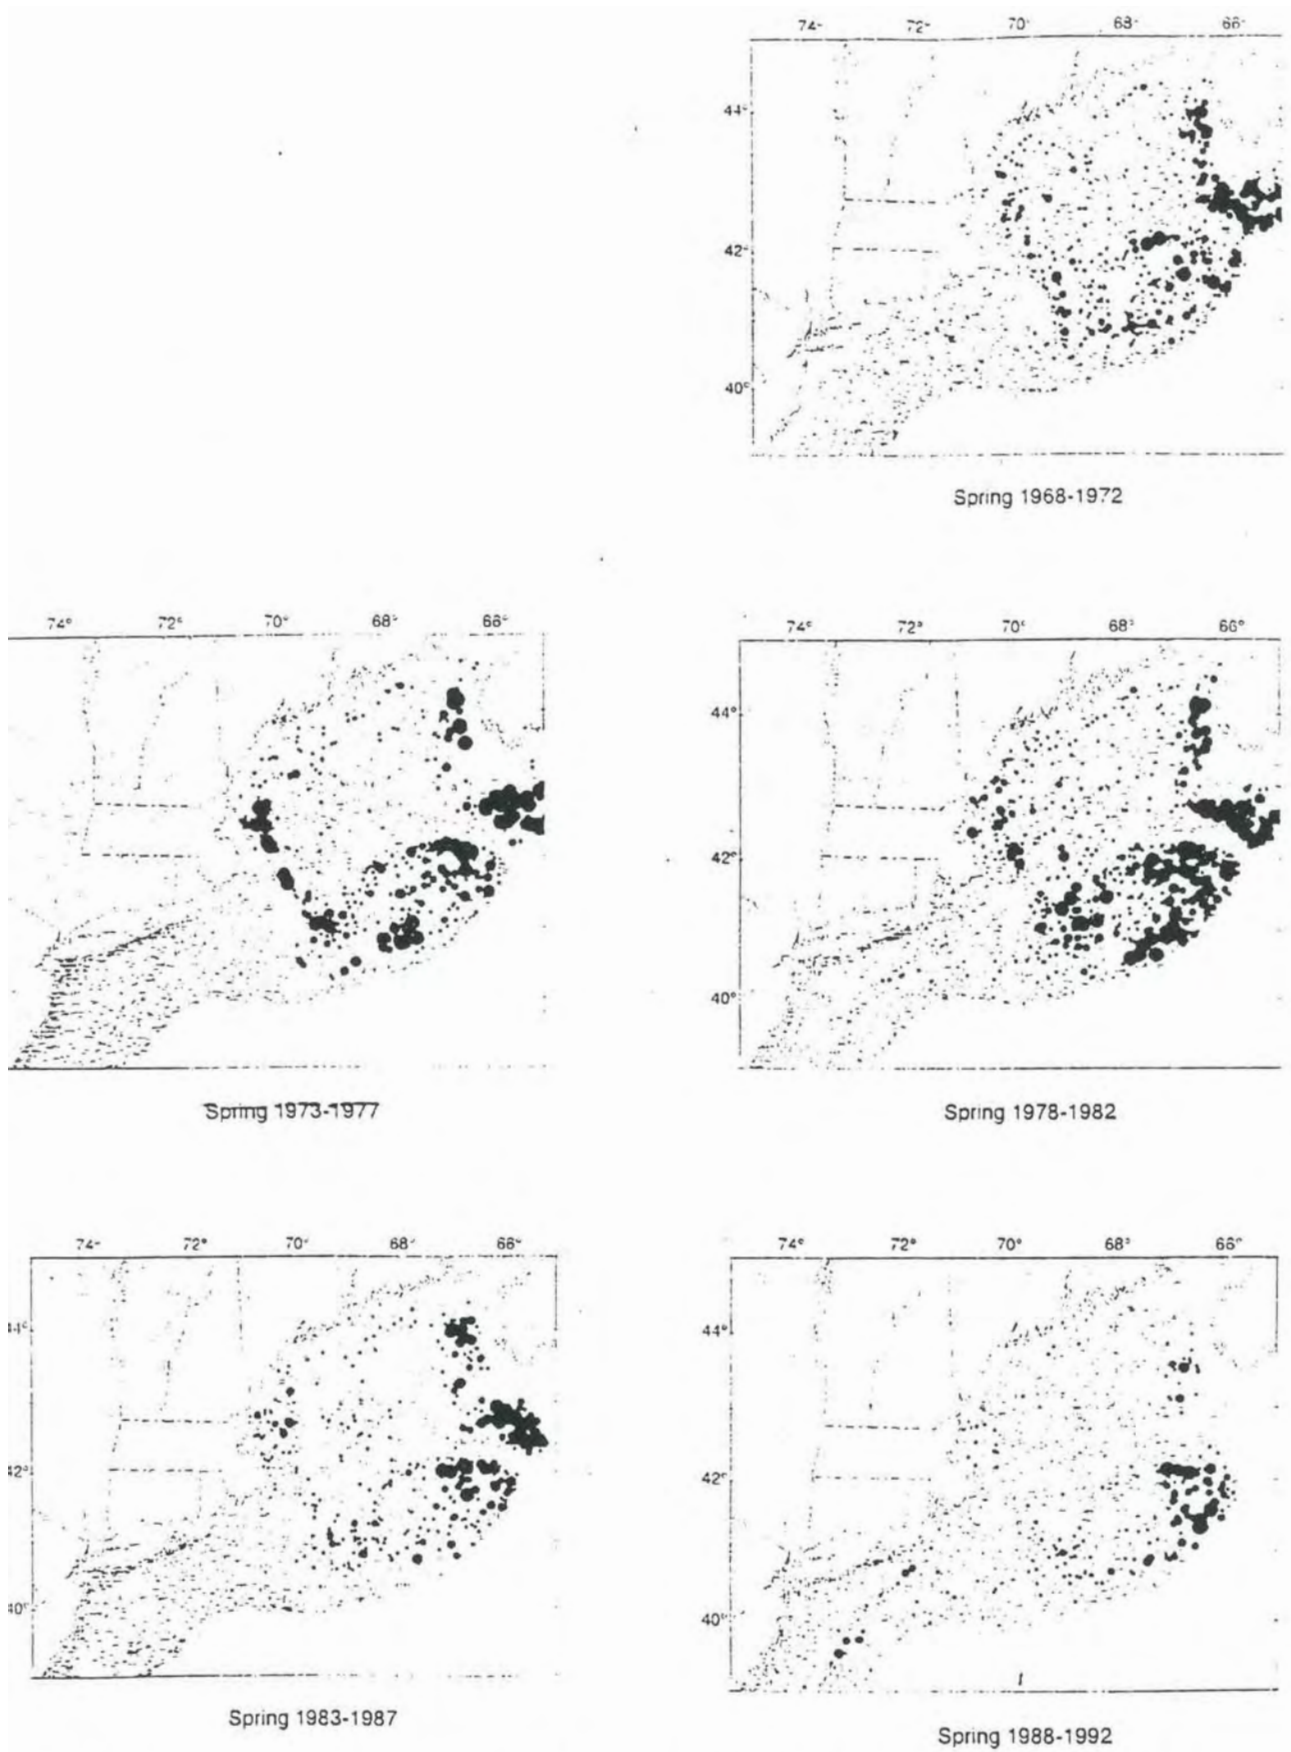 74- 72- 70- 68- 66-
44°
42-
40°
Spring 1968-1972
74° 72° 70° 68- 66-
Spring 1973-1977
74- 72° 70° 68° 66°
44°
42°
40°
Spring 1978-1982
74- 72° 70- 68- 66°
44°
42
40°
Spring 1983-1987
74° 72° 70° 68° 66°
44°
42°
40°
Spring 1988-1992